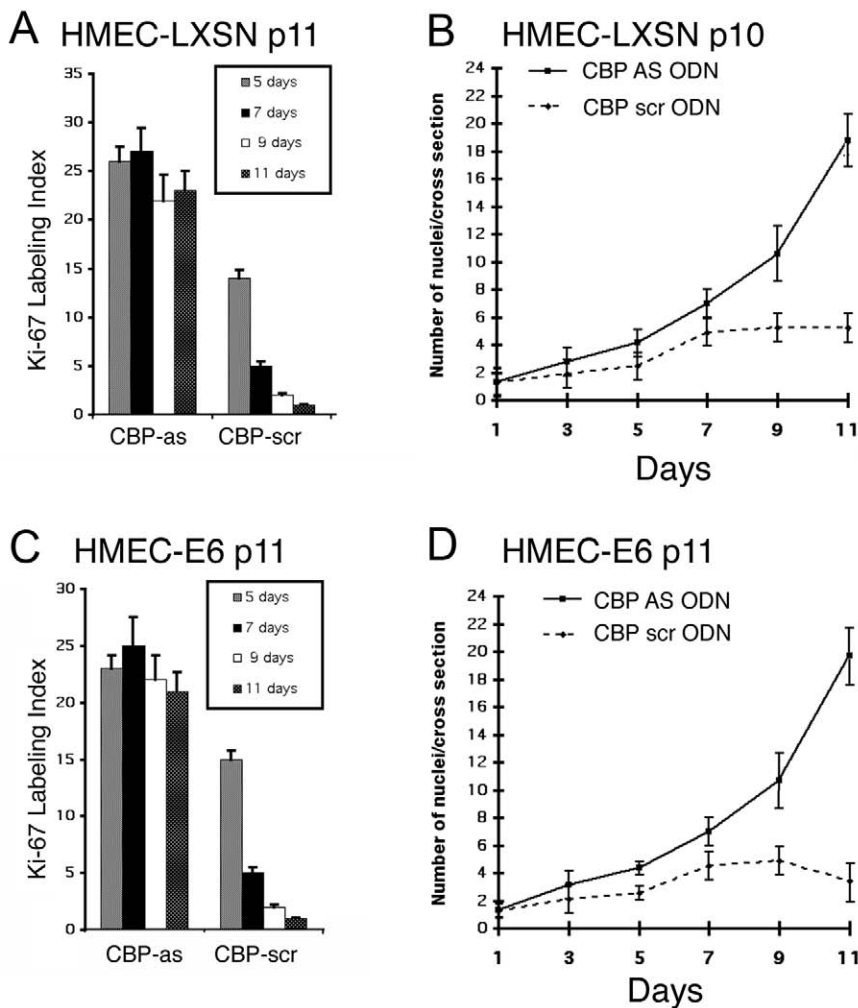 A HMEC-LXSN p11
35
30
25
20
15
10
5
0
Ki-67 Labeling Index
5 days
7 days
9 days
11 days
CBP-as CBP-scr
B HMEC-LXSN p10
24
22
20
18
16
14
12
10
8
6
4
2
0
Number of nuclei/cross section
CBP AS ODN
CBP scr ODN
1 3 5 7 9 11
Days
C HMEC-E6 p11
30
25
20
15
10
5
0
Ki-67 Labeling Index
5 days
7 days
9 days
11 days
CBP-as CBP-scr
D HMEC-E6 p11
24
22
20
18
16
14
12
10
8
6
4
2
0
Number of nuclei/cross section
CBP AS ODN
CBP scr ODN
1 3 5 7 9 11
Days